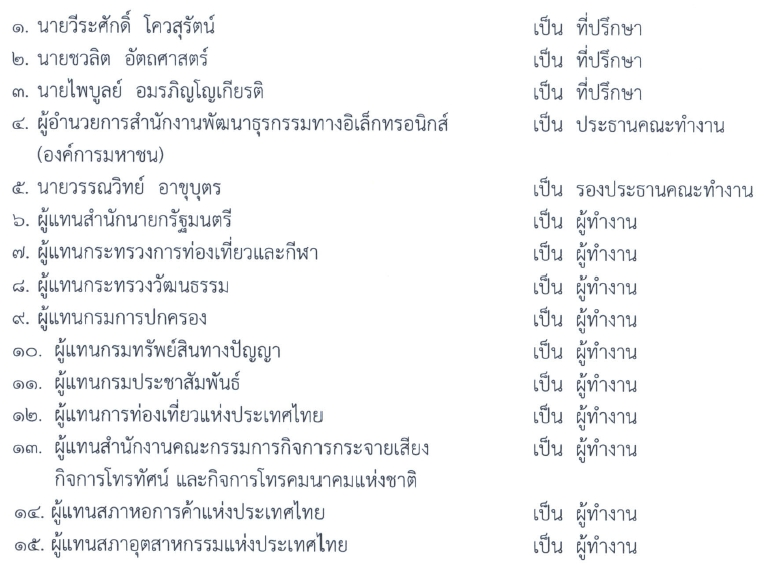 ๑. นายวีระศักดิ์ โควสุรัตน์ เป็น ที่ปรึกษา
๒. นายชวลิต อัตถศาสตร์ เป็น ที่ปรึกษา
๓. นายไพบูลย์ อมรภิญโญเกียรติ เป็น ที่ปรึกษา
๔. ผู้อำนวยการสำนักงานพัฒนาธุรกรรมทางอิเล็กทรอนิกส์ เป็น ประธานคณะทำงาน
(องค์การมหาชน)
๕. นายวรรณวิทย์ อาขุบุตร เป็น รองประธานคณะทำงาน
๖. ผู้แทนสำนักนายกรัฐมนตรี เป็น ผู้ทำงาน
๗. ผู้แทนกระทรวงการท่องเที่ยวและกีฬา เป็น ผู้ทำงาน
๘. ผู้แทนกระทรวงวัฒนธรรม เป็น ผู้ทำงาน
๙. ผู้แทนกรมการปกครอง เป็น ผู้ทำงาน
๑๐. ผู้แทนกรมทรัพย์สินทางปัญญา เป็น ผู้ทำงาน
๑๑. ผู้แทนกรมประชาสัมพันธ์ เป็น ผู้ทำงาน
๑๒. ผู้แทนการท่องเที่ยวแห่งประเทศไทย เป็น ผู้ทำงาน
๑๓. ผู้แทนสำนักงานคณะกรรมการกิจการกระจายเสียง เป็น ผู้ทำงาน
กิจการโทรทัศน์ และกิจการโทรคมนาคมแห่งชาติ
๑๔. ผู้แทนสภาหอการค้าแห่งประเทศไทย เป็น ผู้ทำงาน
๑๕. ผู้แทนสภาอุตสาหกรรมแห่งประเทศไทย เป็น ผู้ทำงาน